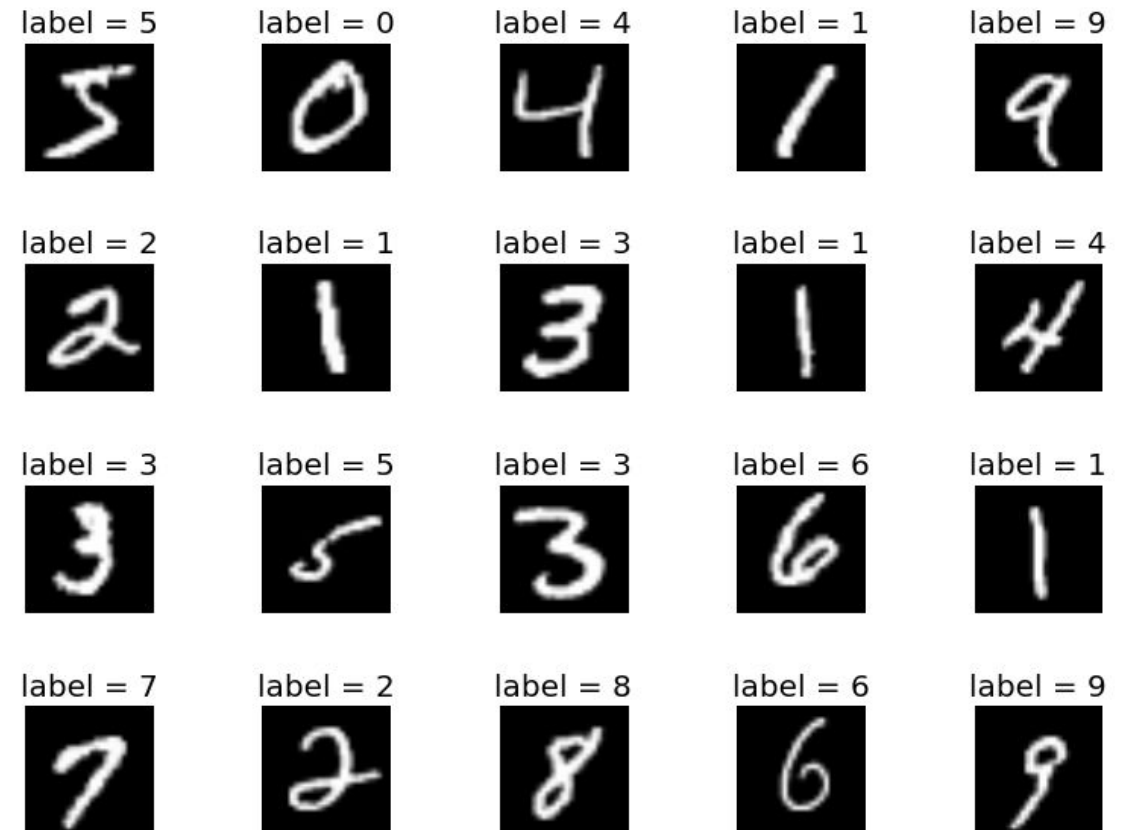 label = 5 label = 0 label = 4 label = 1 label = 9
5 0 4 1 9
label = 2 label = 1 label = 3 label = 1 label = 4
2 1 3 1 4
label = 3 label = 5 label = 3 label = 6 label = 1
3 5 3 6 1
label = 7 label = 2 label = 8 label = 6 label = 9
7 2 8 6 9